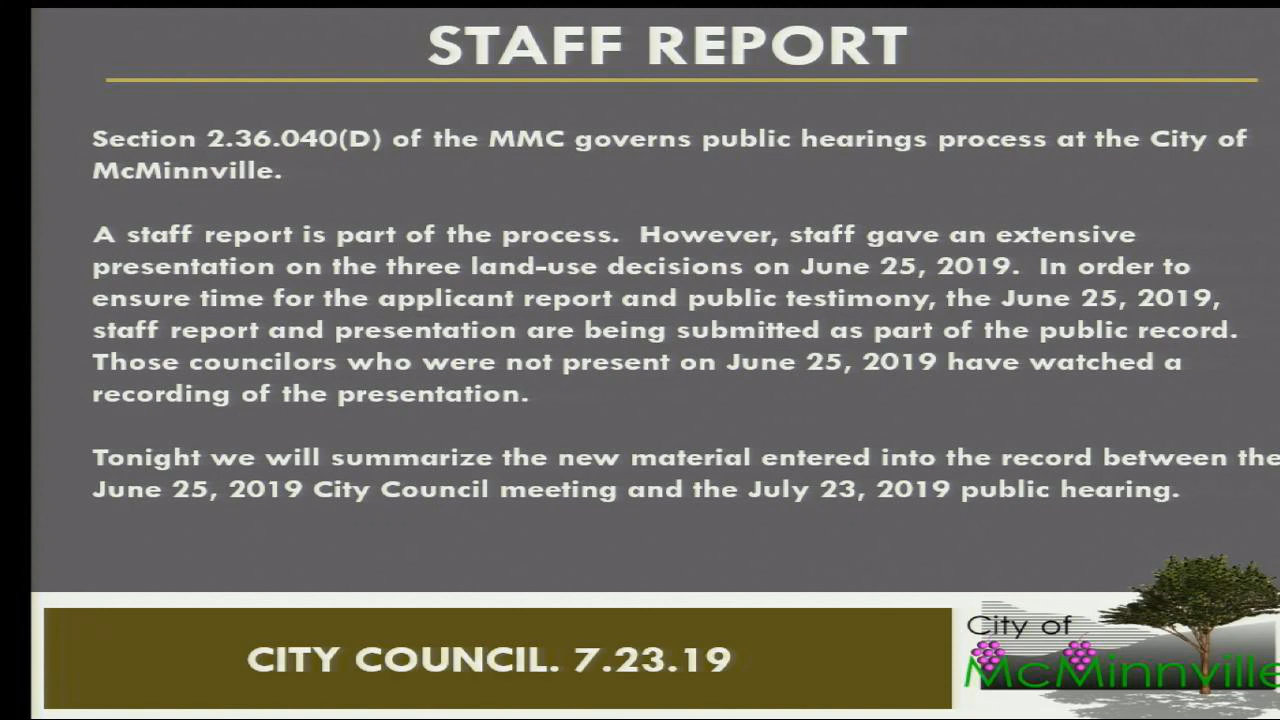 STAFF REPORT
Section 2.36.040(D) of the MMC governs public hearings process at the City of
McMinnville.
A staff report is part of the process. However, staff gave an extensive
presentation on the three land-use decisions on June 25, 2019. In order to
ensure time for the applicant report and public testimony, the June 25, 2019,
staff report and presentation are being submitted as part of the public record.
Those councilors who were not present on June 25, 2019 have watched a
recording of the presentation.
Tonight we will summarize the new material entered into the record between the
June 25, 2019 City Council meeting and the July 23, 2019 public hearing.
CITY COUNCIL. 7.23.19
City of
McMinnville